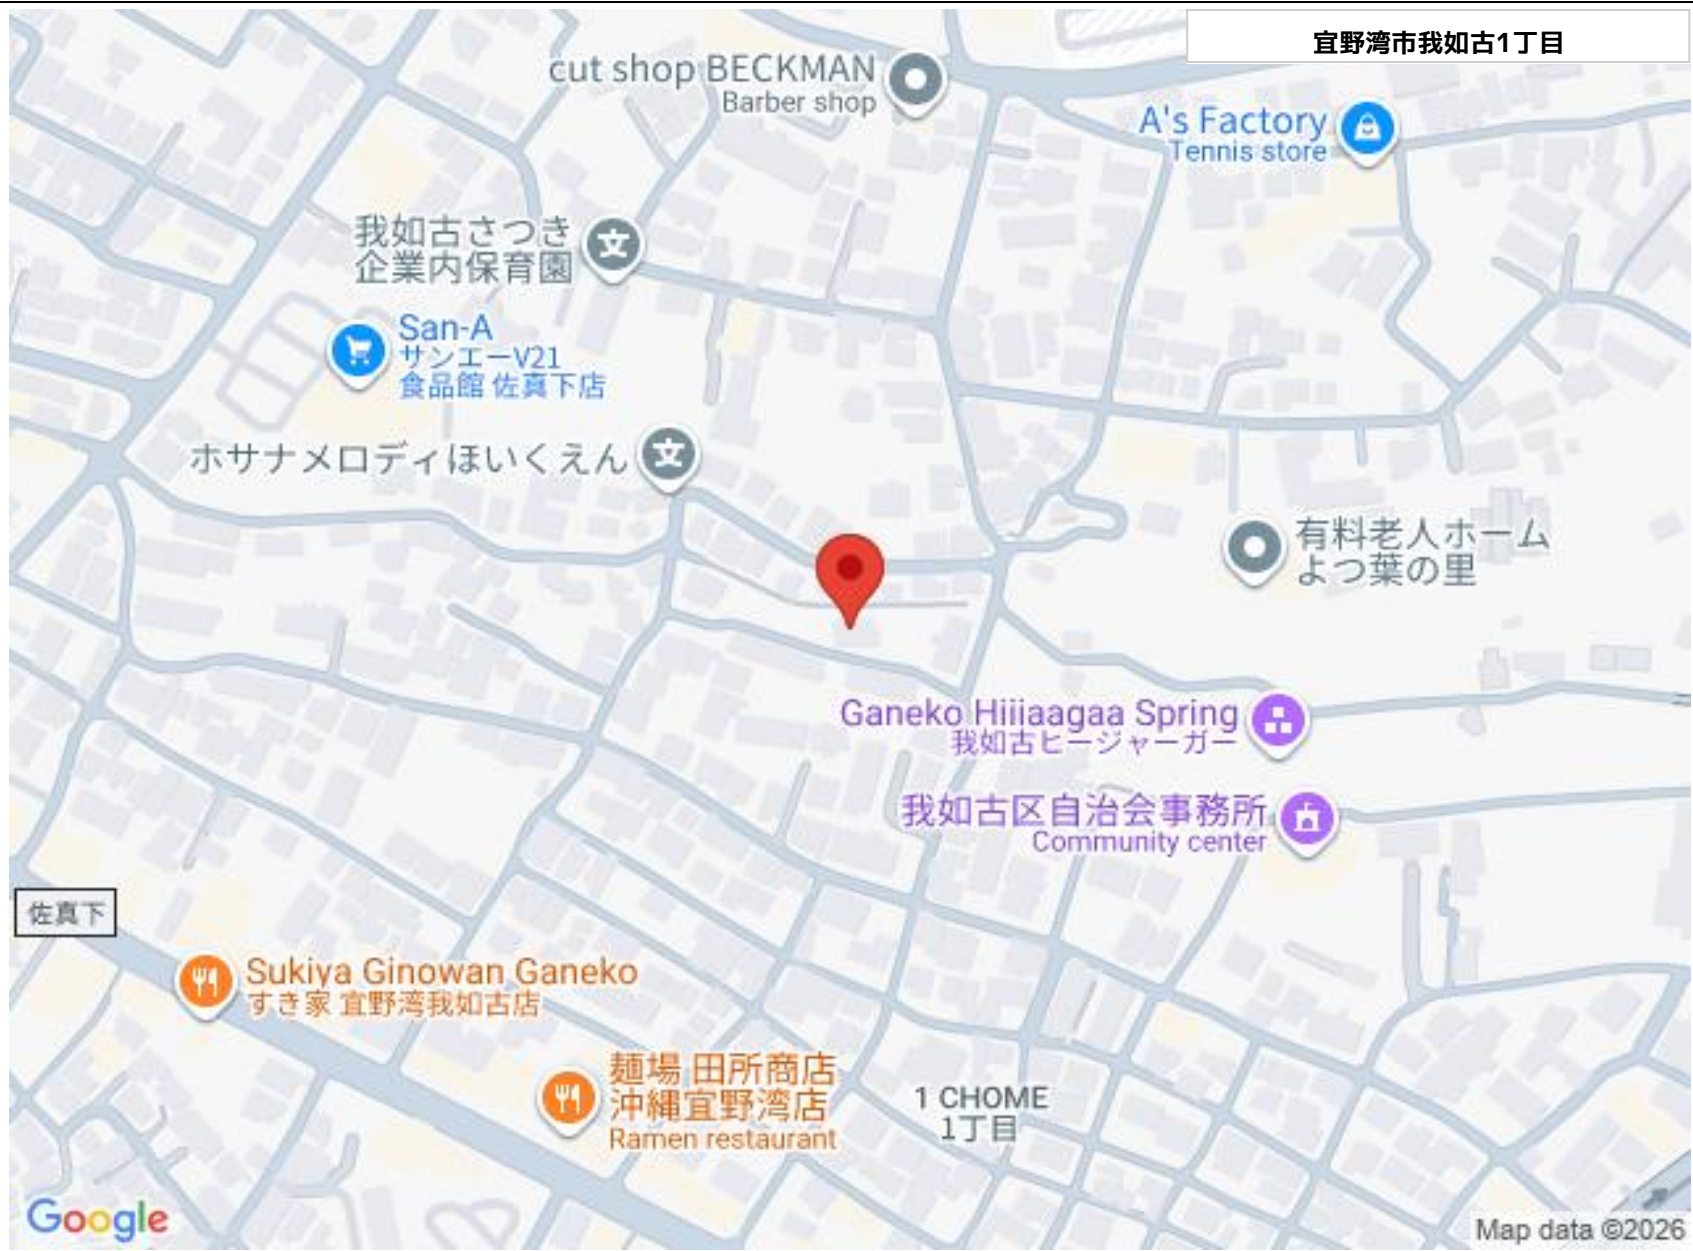 宜野湾市我如古1丁目
cut shop BECKMAN
Barber shop
A's Factory
Tennis store
我如古さつき
企業内保育園
San-A
サンエーV21
食品館 佐真下店
ホサナメロディほいくえん
有料老人ホーム
よつ葉の里
Ganeko Hiiiaagaa Spring
我如古ヒージャーガー
我如古区自治会事務所
Community center
佐真下
Sukiya Ginowan Ganeko
すき家 宜野湾我如古店
麺場 田所商店
沖縄宜野湾店
Ramen restaurant
1 CHOME
1丁目
Google
Map data ©2026